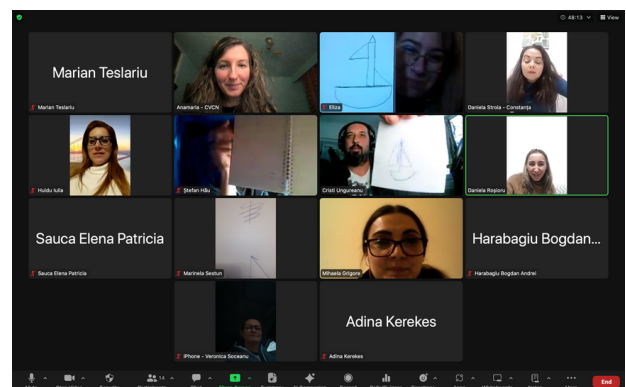 48:13
View
Marian Teslariu
Marian Teslariu
Anamaria - CVCN
Eliza
Daniela Stroia - Constanța
Huidu Iulia
Ștefan Hău
Cristi Ungureanu
Daniela Roșioru
Sauca Elena Patricia
Sauca Elena Patricia
Marinela Sestun
Mihaela Grigore
Harabagiu Bogdan...
Harabagiu Bogdan Andrei
iPhone - Veronica Soceanu
Adina Kerekes
Adina Kerekes
14
End